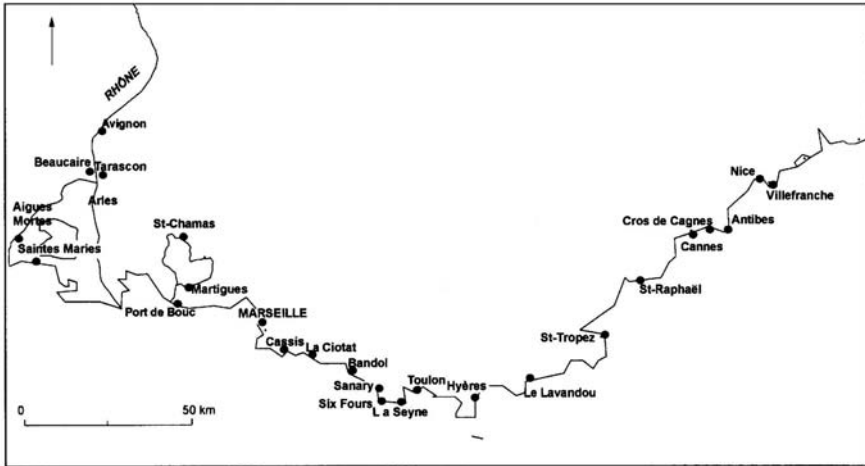 RHÔNE
Avignon
Beaucaire
Tarascon
Arles
Aigues
Mortes
Saintes Maries
St-Chamas
Martigues
Port de Bouc
MARSEILLE
Cassis
La Ciotat
Bandol
Sanary
Six Fours
La Seyne
Toulon
Hyères
Le Lavandou
St-Tropez
St-Raphaël
Cannes
Cros de Cagnes
Antibes
Nice
Villefranche
0 50 km